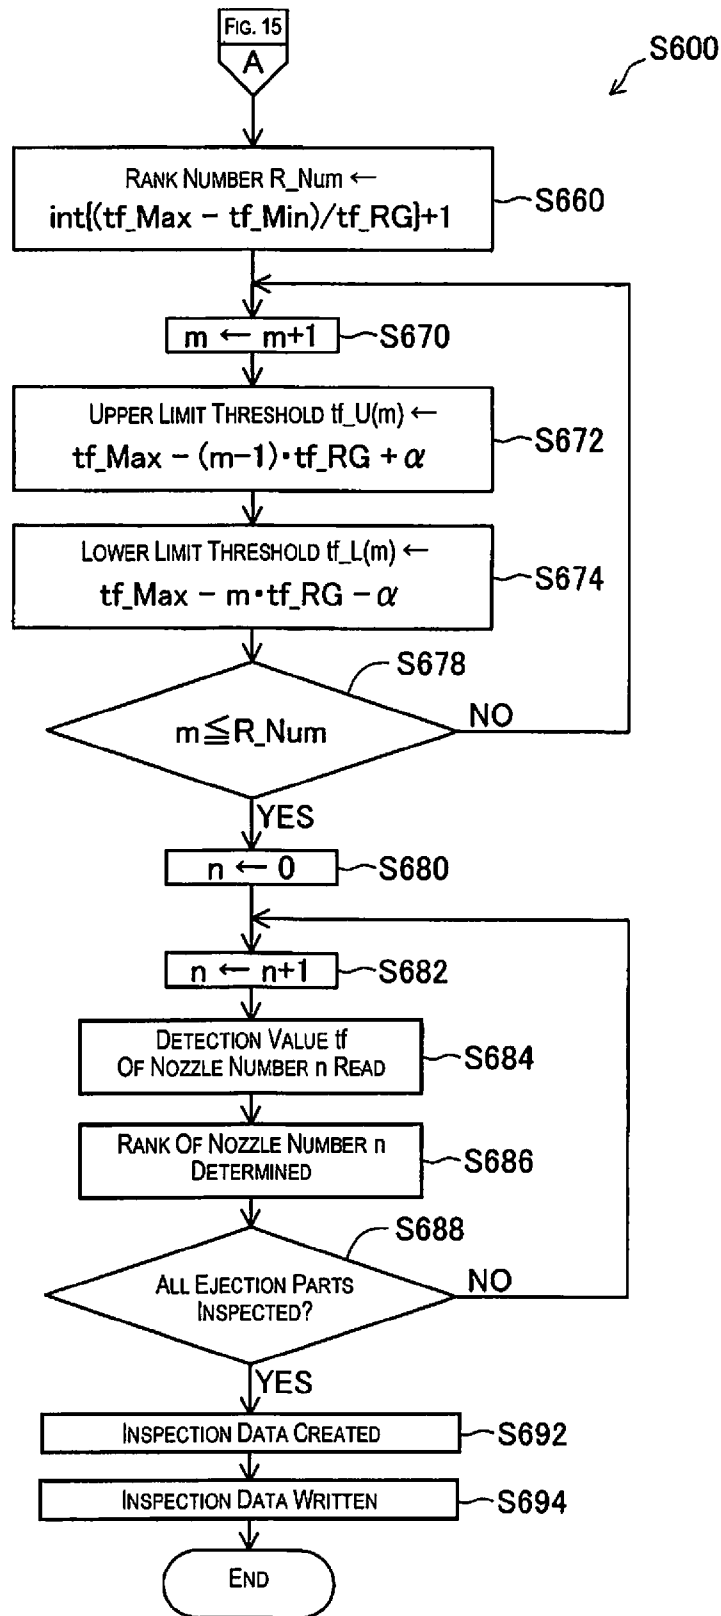 FIG. 15
A
S600
RANK NUMBER R_Num ←
int{(tf_Max − tf_Min)/tf_RG}+1
S660
m ← m+1
S670
UPPER LIMIT THRESHOLD tf_U(m) ←
tf_Max − (m−1)・tf_RG + α
S672
LOWER LIMIT THRESHOLD tf_L(m) ←
tf_Max − m・tf_RG − α
S674
S678
m≦R_Num
NO
YES
n ← 0
S680
n ← n+1
S682
DETECTION VALUE tf
OF NOZZLE NUMBER n READ
S684
RANK OF NOZZLE NUMBER n
DETERMINED
S686
S688
ALL EJECTION PARTS
INSPECTED?
NO
YES
INSPECTION DATA CREATED
S692
INSPECTION DATA WRITTEN
S694
END